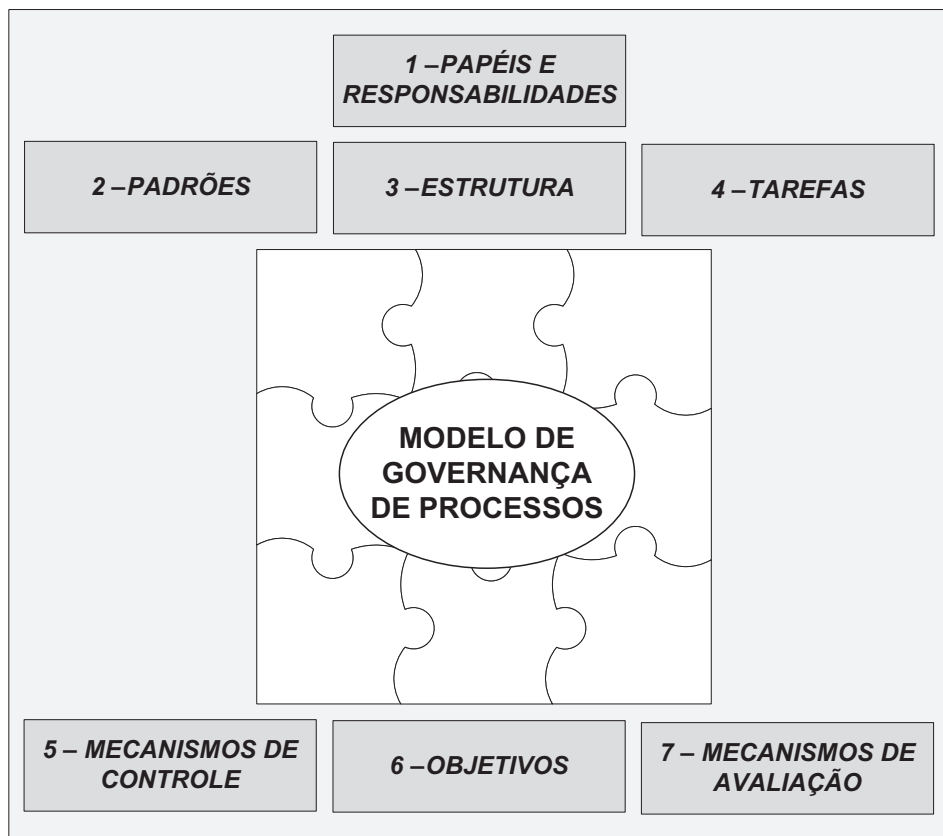 1 –PAPÉIS E
RESPONSABILIDADES
2 –PADRÕES
3 –ESTRUTURA
4 –TAREFAS
MODELO DE
GOVERNANÇA
DE PROCESSOS
5 – MECANISMOS DE
CONTROLE
6 –OBJETIVOS
7 – MECANISMOS DE
AVALIAÇÃO